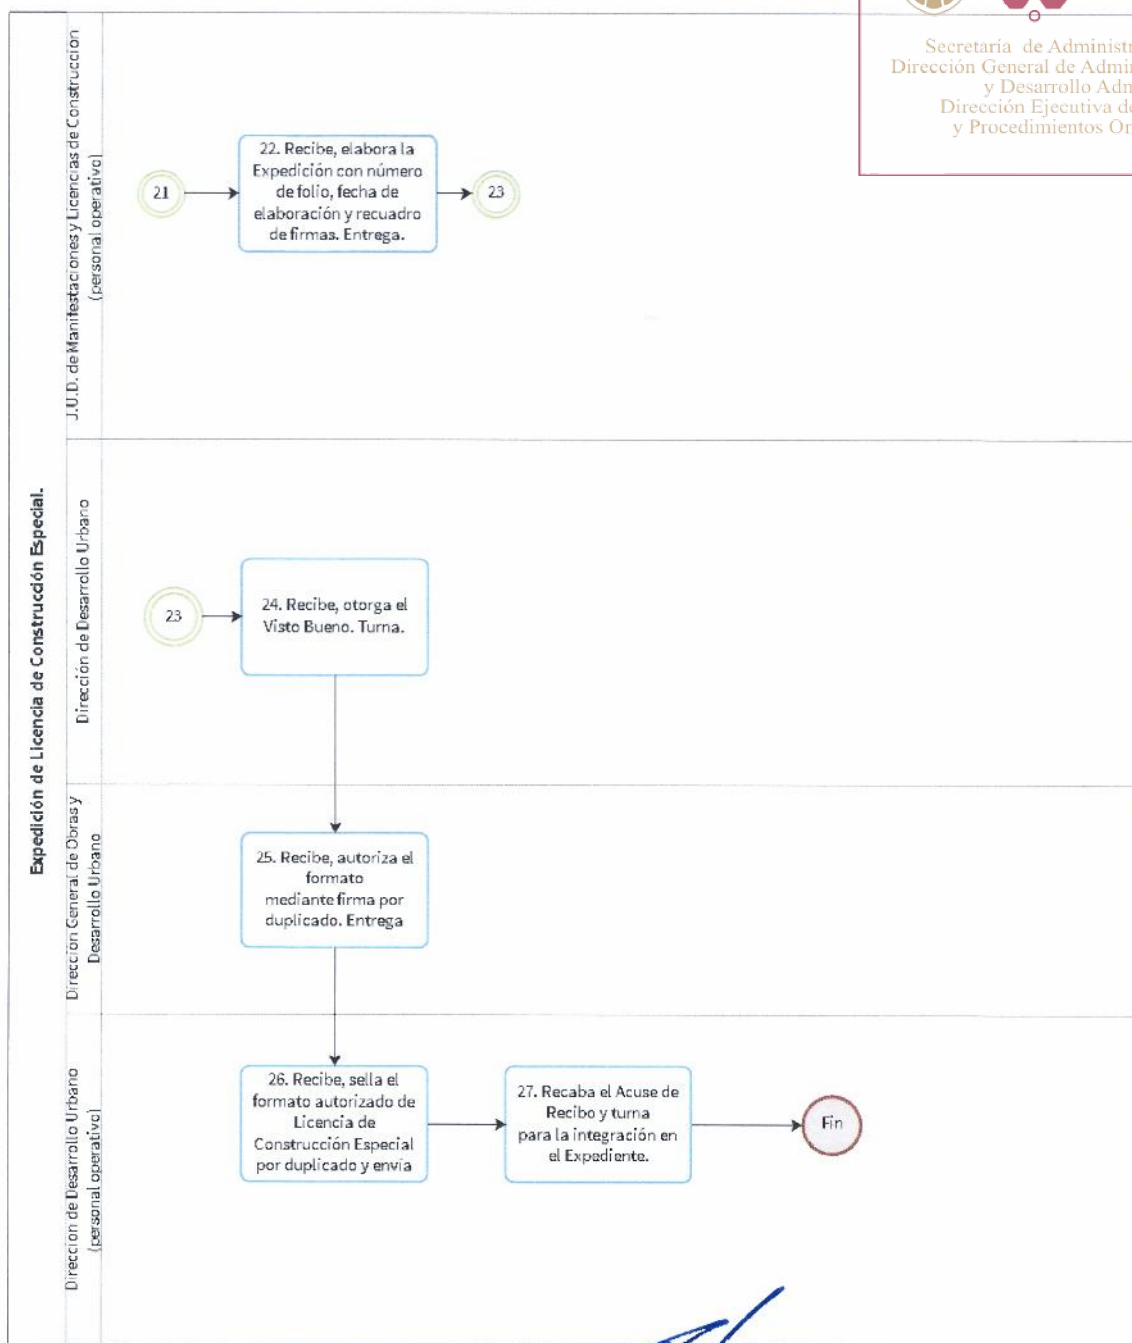 Secretaría de Administr
Dirección General de Admi
y Desarrollo Adn
Dirección Ejecutiva de
y Procedimientos Or
Expedición de Licencia de Construcción Especial.
J.U.D. de Manifestaciones y Licencias de Construcción
(personal operativo)
21
22. Recibe, elabora la
Expedición con número
de folio, fecha de
elaboración y recuadro
de firmas. Entrega.
23
Dirección de Desarrollo Urbano
23
24. Recibe, otorga el
Visto Bueno. Turna.
Dirección General de Obras y
Desarrollo Urbano
25. Recibe, autoriza el
formato
mediante firma por
duplicado. Entrega
Dirección de Desarrollo Urbano
(personal operativo)
26. Recibe, sella el
formato autorizado de
Licencia de
Construcción Especial
por duplicado y envía
27. Recaba el Acuse de
Recibo y turna
para la integración en
el Expediente.
Fin